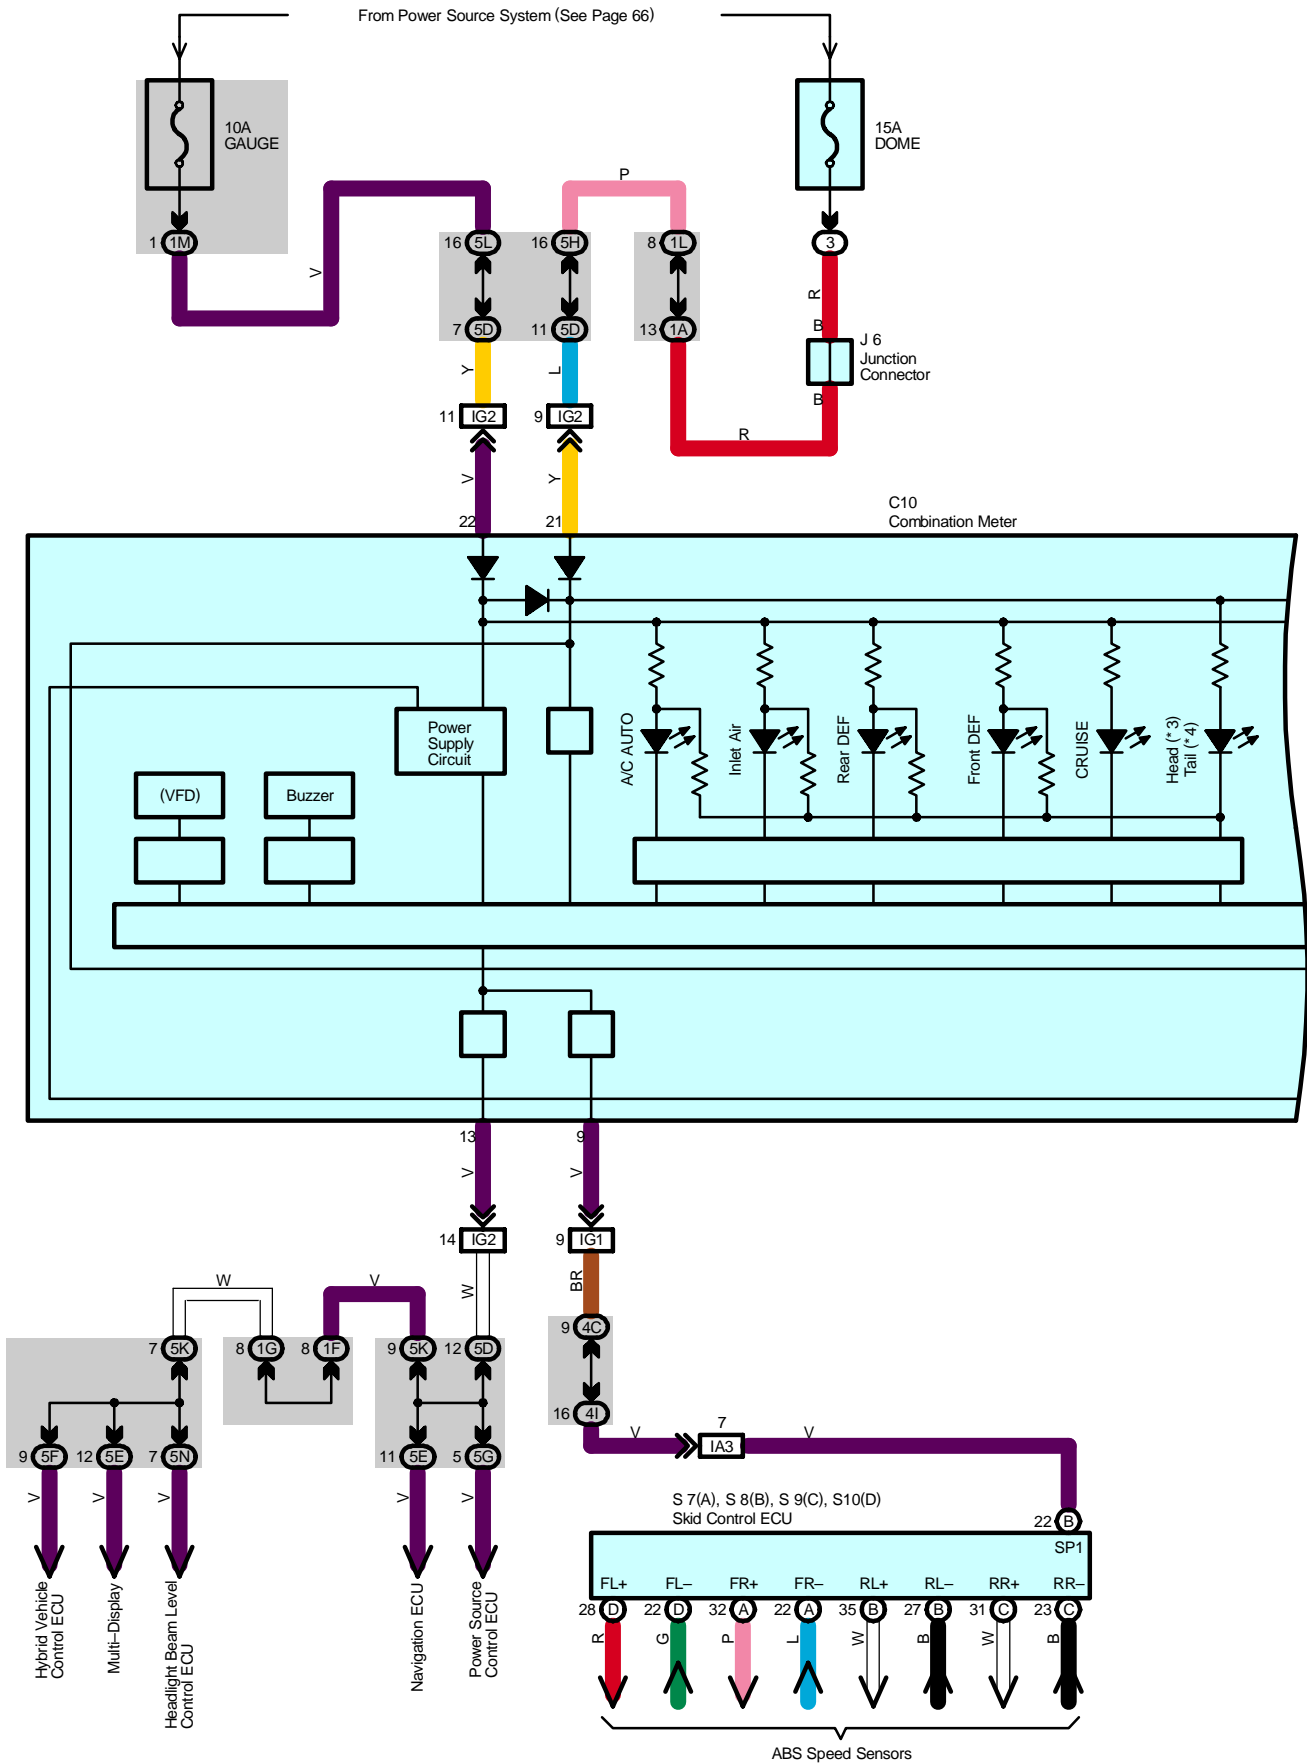 From Power Source System (See Page 66)
10A
GAUGE
15A
DOME
P
1 1M
16 5L
16 5H
8 1L
3
V
R
B
7 5D
11 5D
13 1A
J 6
Junction
Connector
Y
L
B
11 IG2
9 IG2
R
V
Y
C10
Combination Meter
22
21
Power
Supply
Circuit
A/C AUTO
Inlet Air
Rear DEF
Front DEF
CRUISE
Head (*3)
Tail (*4)
(VFD)
Buzzer
13
9
V
V
14 IG2
9 IG1
W
V
W
BR
7 5K
8 1G
8 1F
9 5K
12 5D
9 4C
16 4I
V
7
IA3
V
9 5F
12 5E
7 5N
11 5E
5 5G
V
V
V
V
V
S 7(A), S 8(B), S 9(C), S10(D)
Skid Control ECU
22 B
SP1
FL+
FL–
FR+
FR–
RL+
RL–
RR+
RR–
28 D
22 D
32 A
22 A
35 B
27 B
31 C
23 C
R
G
P
L
W
B
W
B
Hybrid Vehicle
Control ECU
Multi–Display
Headlight Beam Level
Control ECU
Navigation ECU
Power Source
Control ECU
ABS Speed Sensors